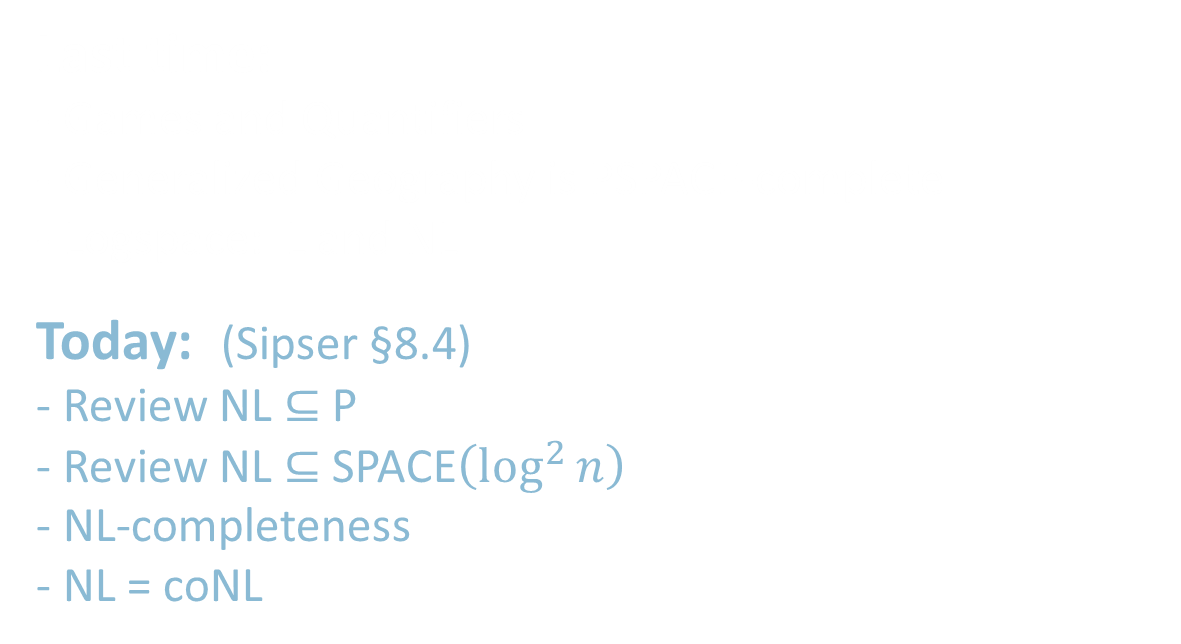 Today: (Sipser §8.4)
- Review NL ⊆ P
- Review NL ⊆ SPACE(log² n)
- NL-completeness
- NL = coNL